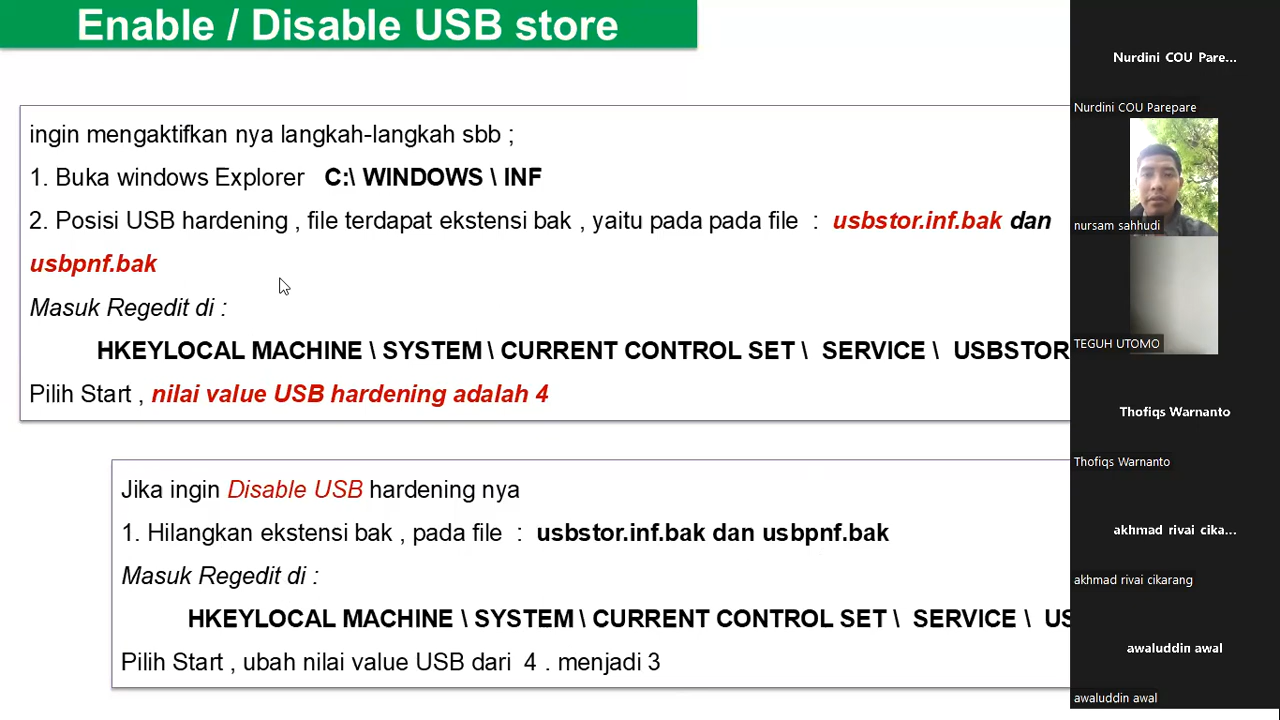 Enable / Disable USB store
ingin mengaktifkan nya langkah-langkah sbb ;
1. Buka windows Explorer C:\ WINDOWS \ INF
2. Posisi USB hardening , file terdapat ekstensi bak , yaitu pada pada file : usbstor.inf.bak dan
usbpnf.bak
Masuk Regedit di :
HKEYLOCAL MACHINE \ SYSTEM \ CURRENT CONTROL SET \ SERVICE \ USBSTOR
Pilih Start , nilai value USB hardening adalah 4
Jika ingin Disable USB hardening nya
1. Hilangkan ekstensi bak , pada file : usbstor.inf.bak dan usbpnf.bak
Masuk Regedit di :
HKEYLOCAL MACHINE \ SYSTEM \ CURRENT CONTROL SET \ SERVICE \ US
Pilih Start , ubah nilai value USB dari 4 . menjadi 3
Nurdini COU Pare...
Nurdini COU Parepare
nursam sahhudi
TEGUH UTOMO
Thofiqs Warnanto
Thofiqs Warnanto
akhmad rivai cika...
akhmad rivai cikarang
awaluddin awal
awaluddin awal